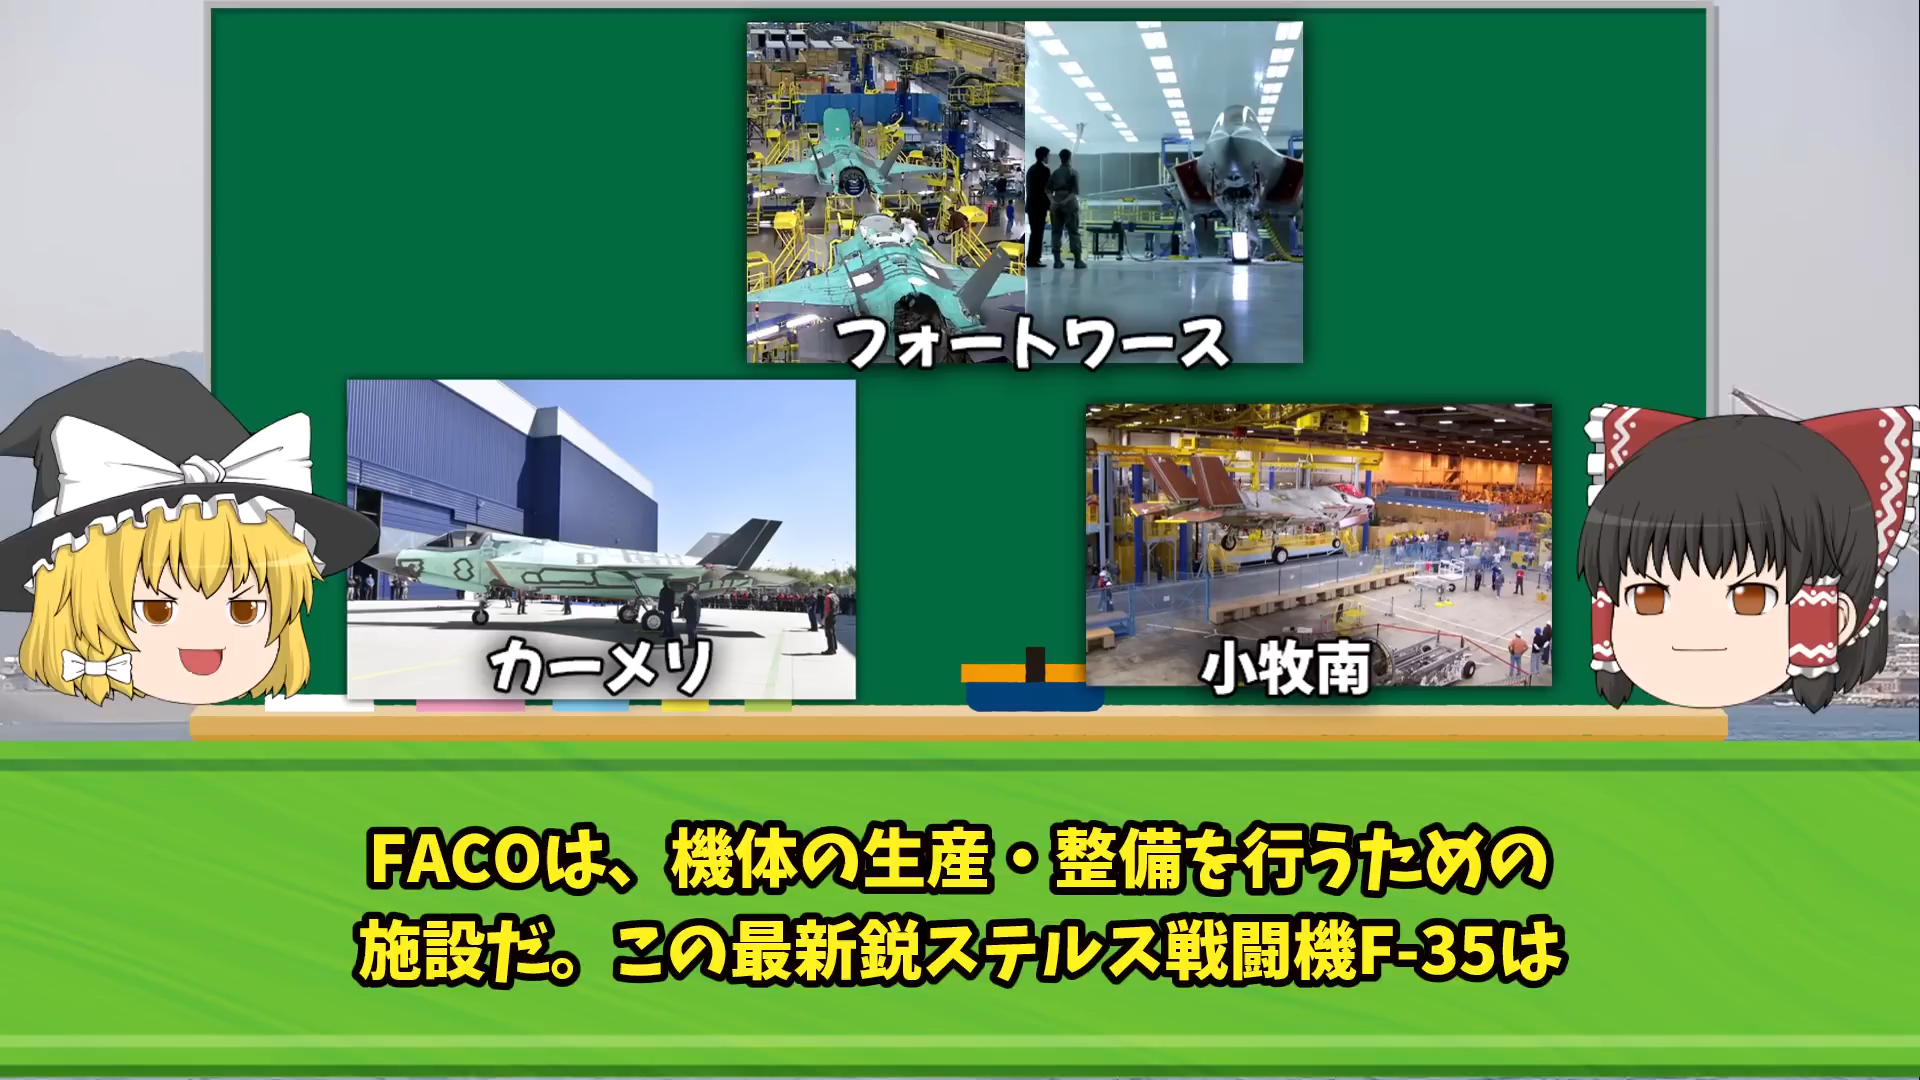 フォートワース
カーメリ
小牧南
FACOは、機体の生産・整備を行うための
施設だ。この最新鋭ステルス戦闘機F-35は